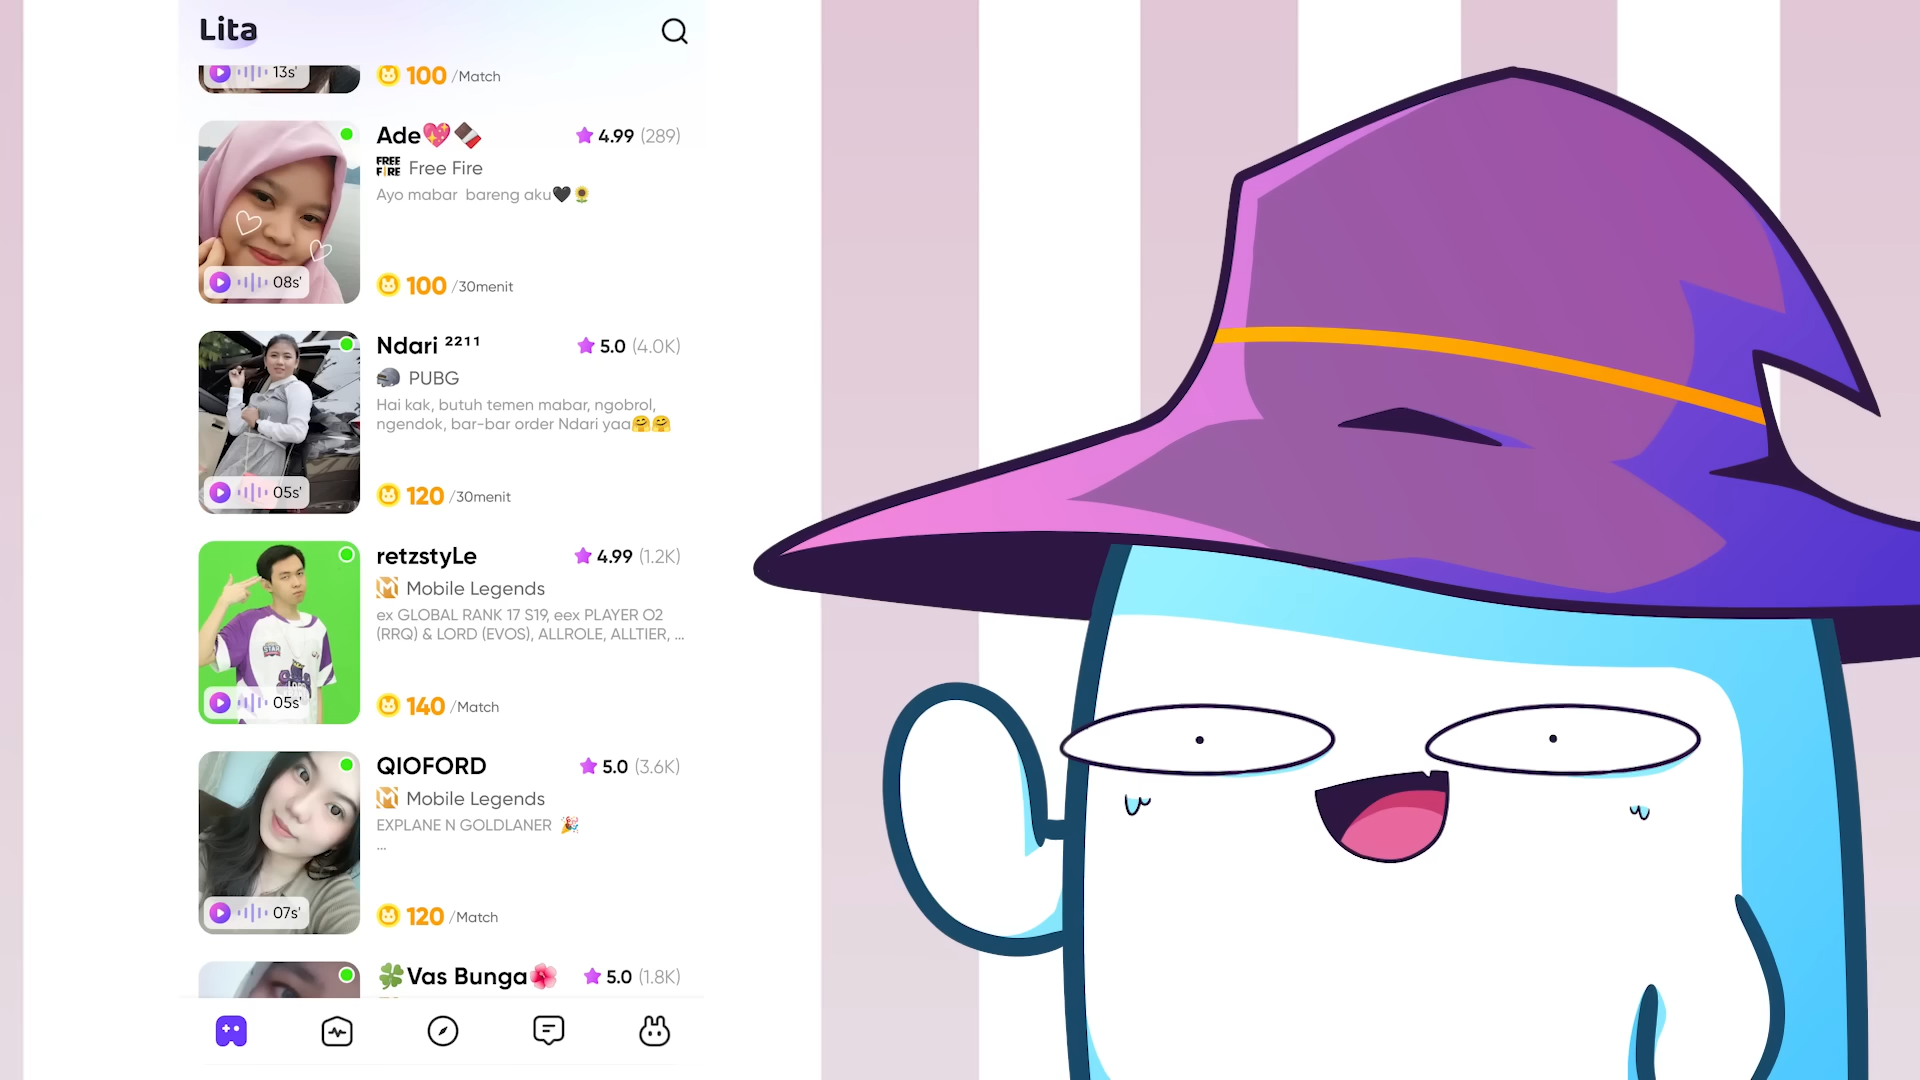 Lita
13s'
100 /Match
Ade💖🍫
4.99 (289)
FREE FIRE Free Fire
Ayo mabar bareng aku🖤🌻
08s'
100 /30menit
Ndari ²²¹¹
5.0 (4.0K)
PUBG
Hai kak, butuh temen mabar, ngobrol,
ngendok, bar-bar order Ndari yaa🤗🤗
05s'
120 /30menit
retzstyLe
4.99 (1.2K)
Mobile Legends
ex GLOBAL RANK 17 S19, eex PLAYER O2
(RRQ) & LORD (EVOS), ALLROLE, ALLTIER, ...
05s'
140 /Match
QIOFORD
5.0 (3.6K)
Mobile Legends
EXPLANE N GOLDLANER 🎉
...
07s'
120 /Match
🍀Vas Bunga🌺
5.0 (1.8K)